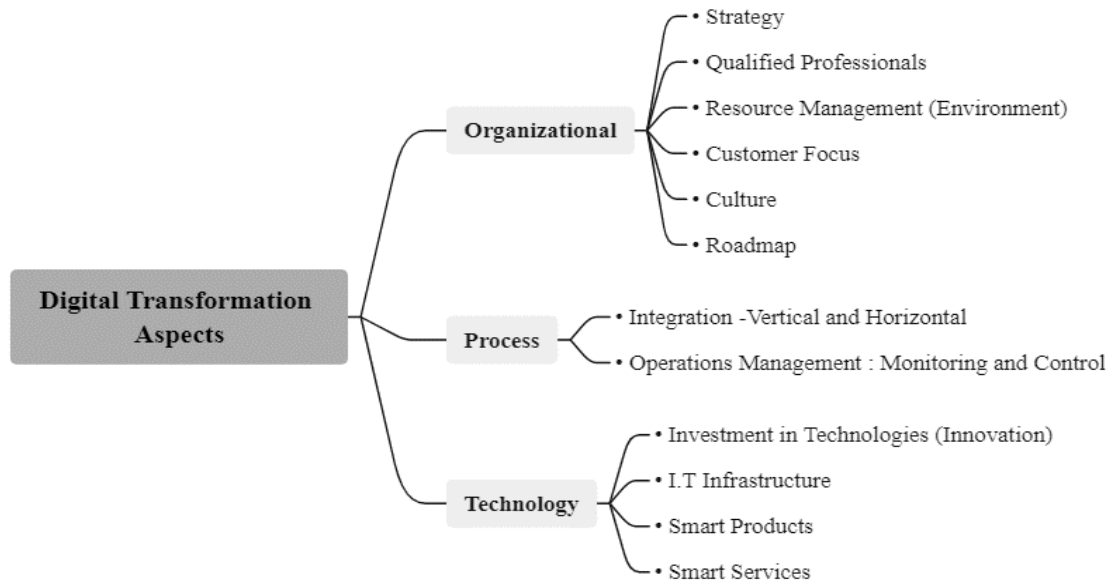 • Strategy
• Qualified Professionals
• Resource Management (Environment)
Organizational
• Customer Focus
• Culture
• Roadmap
Digital Transformation
Aspects
• Integration -Vertical and Horizontal
Process
• Operations Management : Monitoring and Control
• Investment in Technologies (Innovation)
• I.T Infrastructure
Technology
• Smart Products
• Smart Services